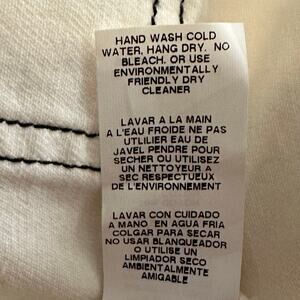 HAND WASH COLD
WATER, HANG DRY. NO
BLEACH. OR USE
ENVIRONMENTALLY
FRIENDLY DRY
CLEANER
LAVAR A LA MAIN
A L'EAU FROIDE NE PAS
UTLILIER EAU DE
JAVEL PENDRE POUR
SECHER OU UTILISEZ
UN NETTOYEUR A
SEC RESPECTUEUX
DE L'ENVIRONNEMENT
LAVAR CON CUIDADO
A MANO EN AGUA FRIA
COLGAR PARA SECAR
NO USAR BLANQUEADOR
O UTILISE UN
LIMPIADOR SECO
AMBIENTALMENTE
AMIGABLE